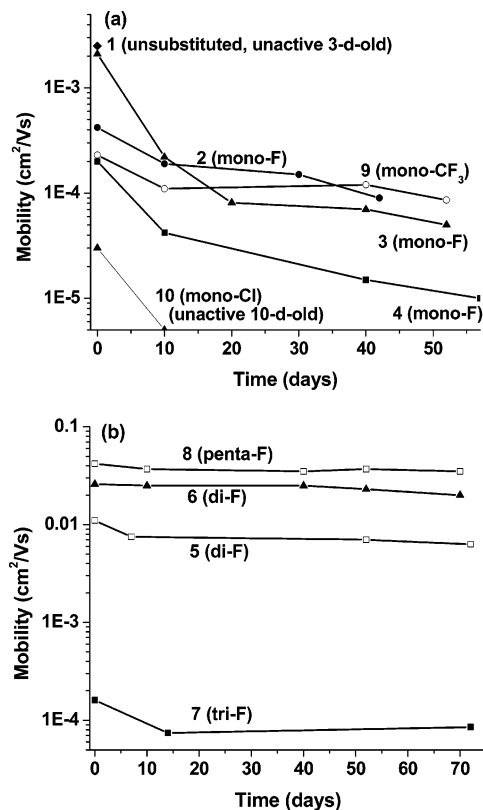 (a)
1 (unsubstituted, unactive 3-d-old)
1E-3
2 (mono-F)
9 (mono-CF3)
1E-4
3 (mono-F)
10 (mono-Cl)
(unactive 10-d-old)
4 (mono-F)
1E-5
Mobility (cm²/Vs)
0 10 20 30 40 50
Time (days)
(b)
0.1
8 (penta-F)
6 (di-F)
0.01
5 (di-F)
1E-3
7 (tri-F)
1E-4
Mobility (cm²/Vs)
0 10 20 30 40 50 60 70
Time (days)